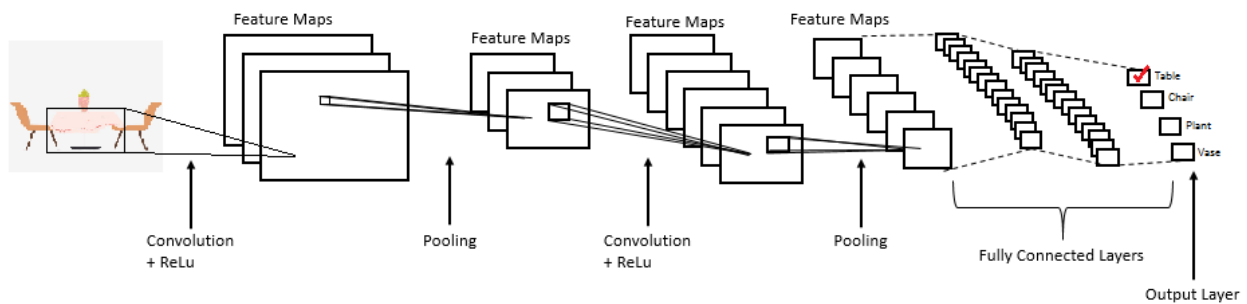 Feature Maps
Feature Maps
Feature Maps
Feature Maps
Table
Chair
Plant
Vase
Convolution
+ ReLu
Pooling
Convolution
+ ReLu
Pooling
Fully Connected Layers
Output Layer